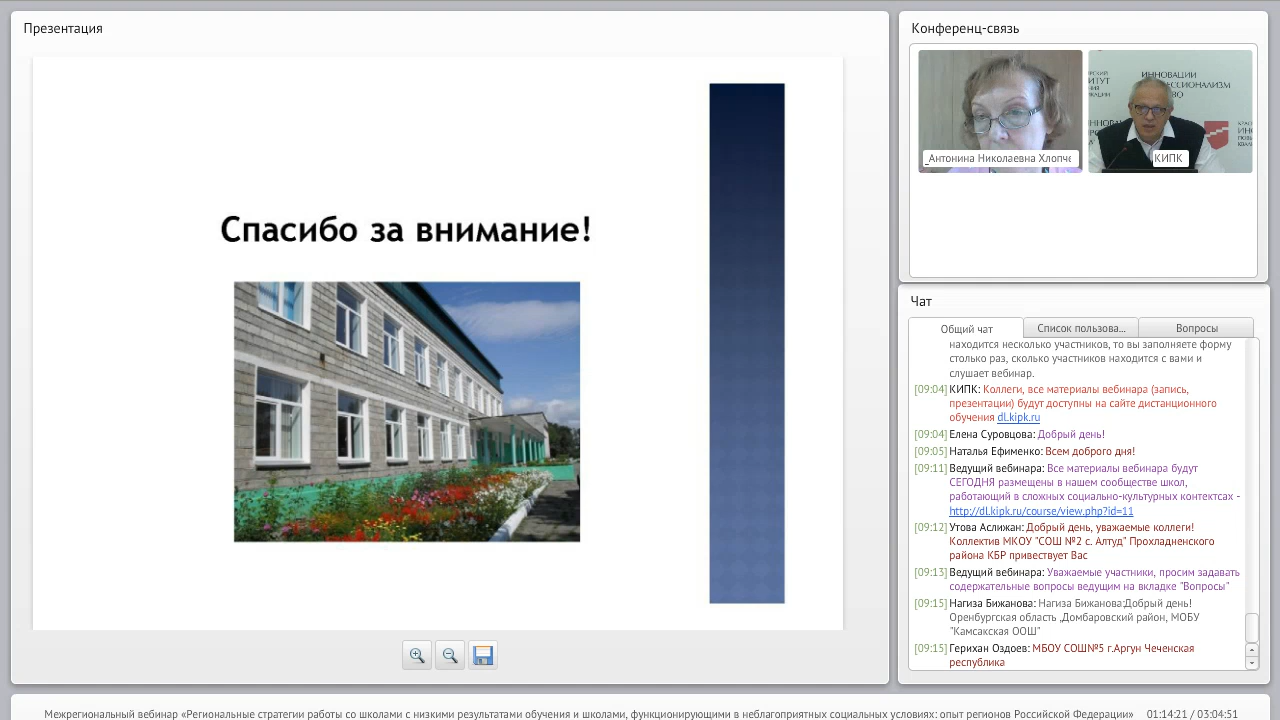 Презентация
Спасибо за внимание!
Конференц-связь
ИННОВАЦИИ
_Антонина Николаевна Хлопче
КИПК
Чат
Общий чат
Список пользова...
Вопросы
находится несколько участников, то вы заполняете форму
столько раз, сколько участников находится с вами и
слушает вебинар.
[09:04] КИПК: Коллеги, все материалы вебинара (запись,
презентации) будут доступны на сайте дистанционного
обучения dl.kipk.ru
[09:04] Елена Суровцова: Добрый день!
[09:05] Наталья Ефименко: Всем доброго дня!
[09:11] Ведущий вебинара: Все материалы вебинара будут
СЕГОДНЯ размещены в нашем сообществе школ,
работающий в сложных социально-культурных контекстах -
http://dl.kipk.ru/course/view.php?id=11
[09:12] Утова Аслижан: Добрый день, уважаемые коллеги!
Коллектив МКОУ "СОШ №2 с. Алтуд" Прохладненского
района КБР привествует Вас
[09:13] Ведущий вебинара: Уважаемые участники, просим задавать
содержательные вопросы ведущим на вкладке "Вопросы"
[09:15] Нагиза Бижанова: Нагиза Бижанова;Добрый день!
Оренбургская область ,Домбаровский район, МОБУ
"Камсакская ООШ"
[09:15] Герихан Оздоев: МБОУ СОШ№5 г.Аргун Чеченская
республика
Межрегиональный вебинар «Региональные стратегии работы со школами с низкими результатами обучения и школами, функционирующими в неблагоприятных социальных условиях: опыт регионов Российской Федерации» 01:14:21 / 03:04:51